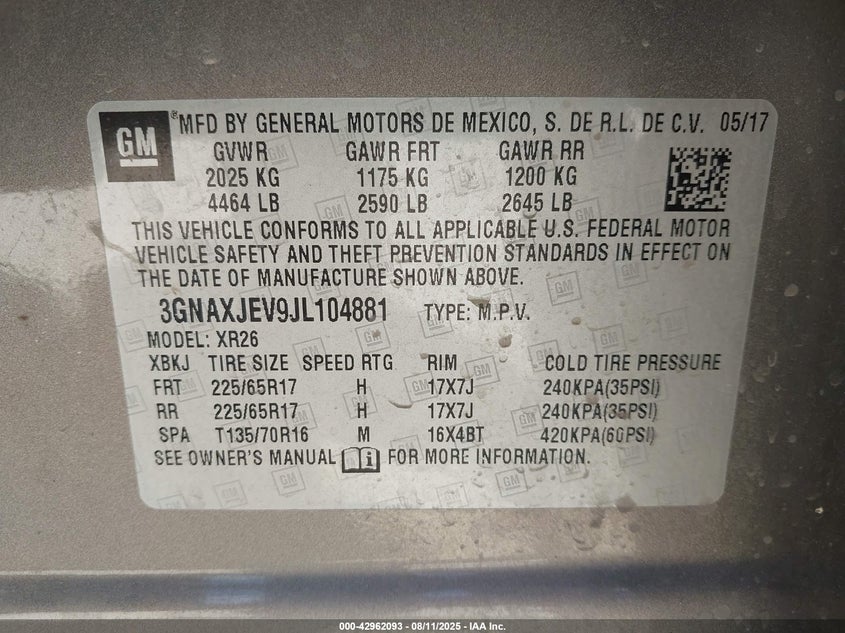 GM ® MFD BY GENERAL MOTORS DE MEXICO, S. DE R.L. DE C.V. 05/17
GVWR GAWR FRT GAWR RR
2025 KG 1175 KG 1200 KG
4464 LB 2590 LB 2645 LB
THIS VEHICLE CONFORMS TO ALL APPLICABLE U.S. FEDERAL MOTOR
VEHICLE SAFETY AND THEFT PREVENTION STANDARDS IN EFFECT ON
THE DATE OF MANUFACTURE SHOWN ABOVE.
3GNAXJEV9JL104881 TYPE: M.P.V.
MODEL: XR26
XBKJ TIRE SIZE SPEED RTG RIM COLD TIRE PRESSURE
FRT 225/65R17 H 17X7J 240KPA(35PSI)
RR 225/65R17 H 17X7J 240KPA(35PSI)
SPA T135/70R16 M 16X4BT 420KPA(60PSI)
SEE OWNER'S MANUAL i FOR MORE INFORMATION.
000-42962093 - 08/11/2025 - IAA Inc.